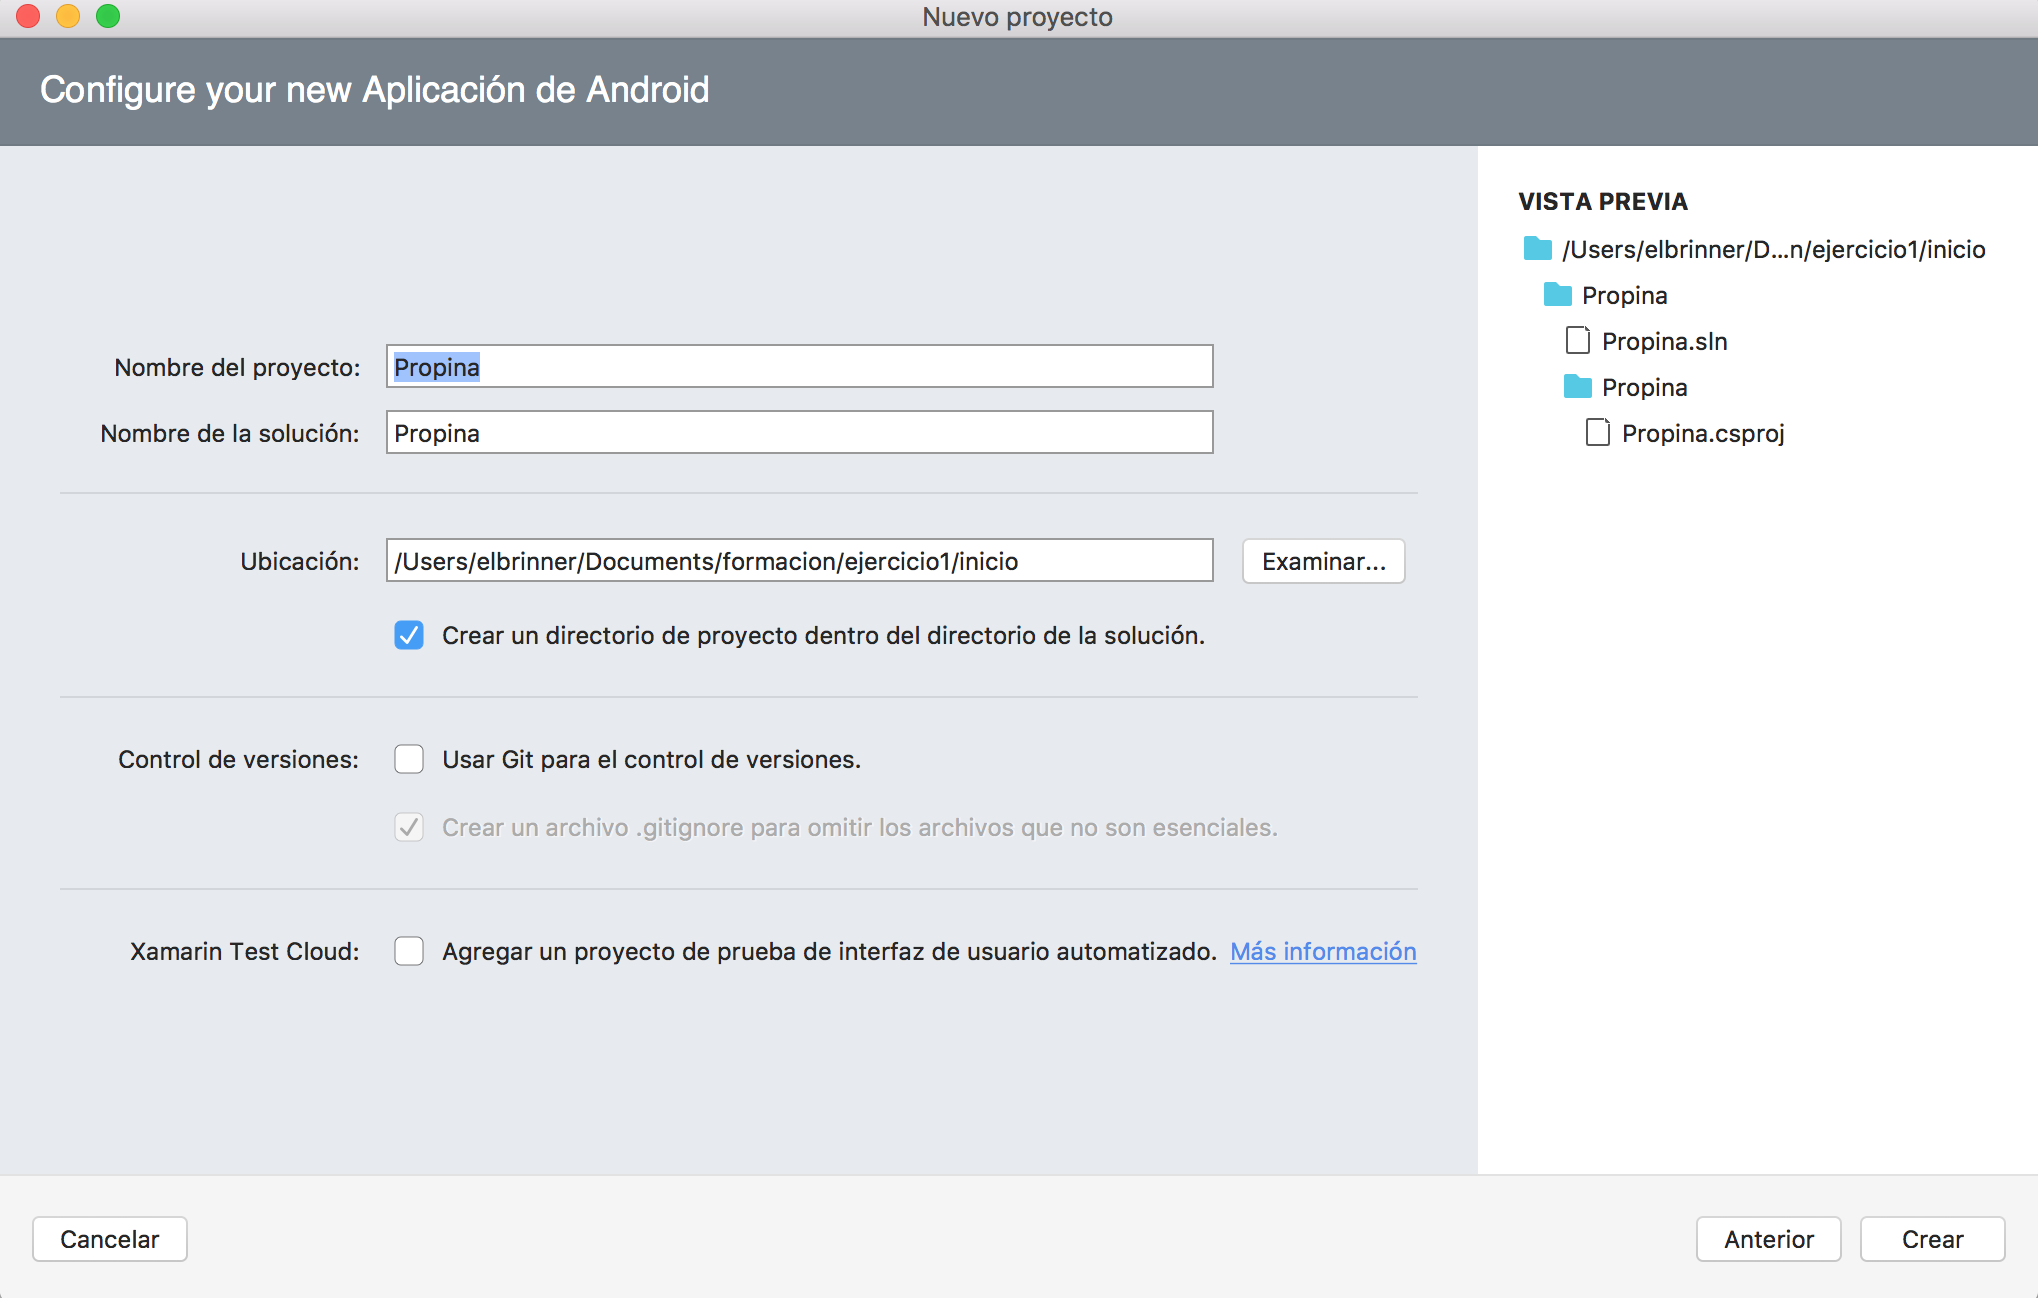 Nuevo proyecto
Configure your new Aplicación de Android
Nombre del proyecto: Propina
Nombre de la solución: Propina
Ubicación: /Users/elbrinner/Documents/formacion/ejercicio1/inicio Examinar...
Crear un directorio de proyecto dentro del directorio de la solución.
Control de versiones: Usar Git para el control de versiones.
Crear un archivo .gitignore para omitir los archivos que no son esenciales.
Xamarin Test Cloud: Agregar un proyecto de prueba de interfaz de usuario automatizado. Más información
VISTA PREVIA
/Users/elbrinner/D...n/ejercicio1/inicio
Propina
Propina.sln
Propina
Propina.csproj
Cancelar Anterior Crear